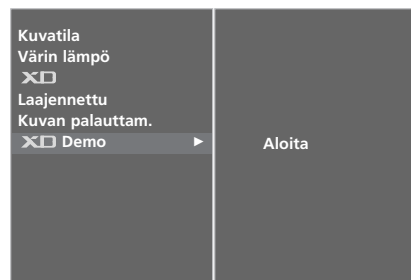 Kuvatila
Värin lämpö
XD
Laajennettu
Kuvan palauttam.
XD Demo ►
Aloita